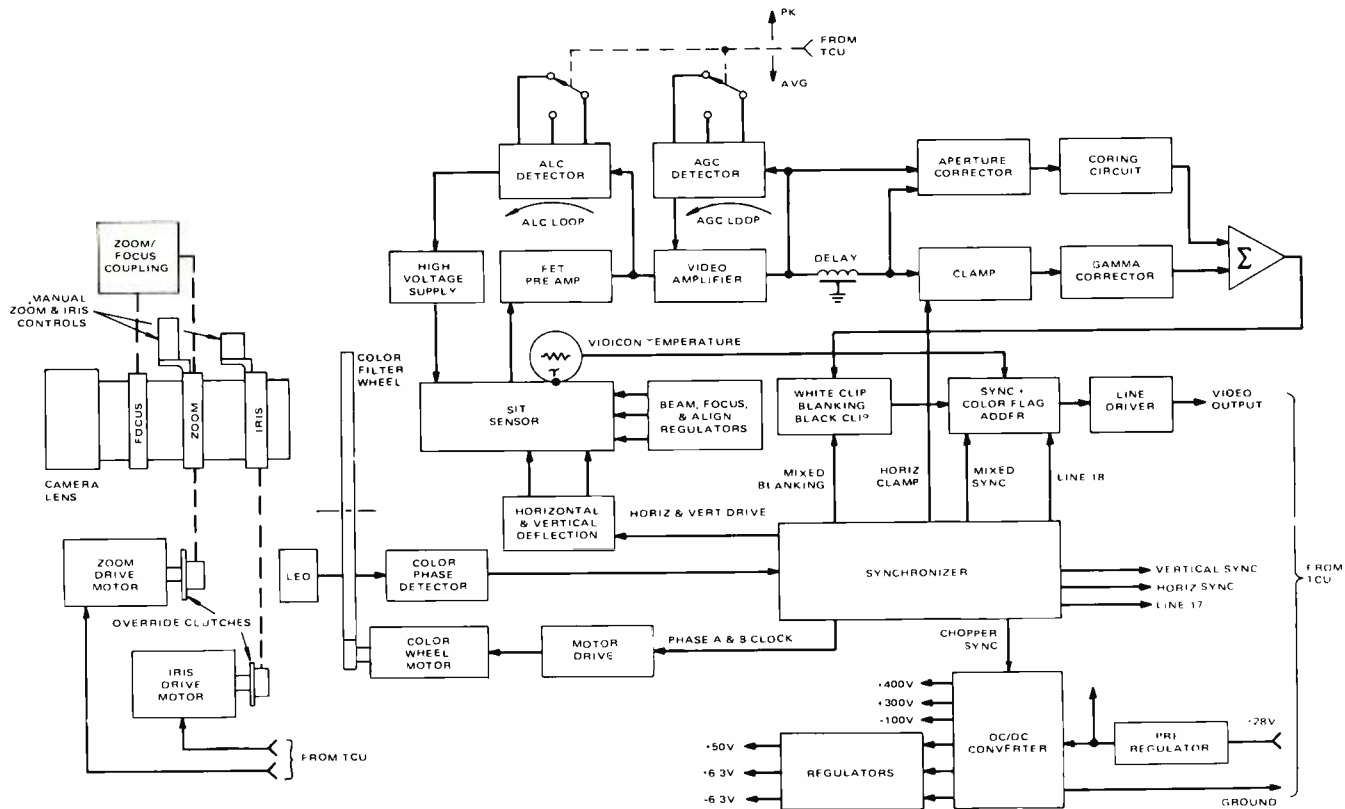 PK
FROM
TCU
AVG
ALC
DETECTOR
AGC
DETECTOR
APERTURE
CORRECTOR
CORING
CIRCUIT
ALC LOOP
AGC LOOP
ZOOM/
FOCUS
COUPLING
HIGH
VOLTAGE
SUPPLY
FET
PRE AMP
VIDEO
AMPLIFIER
DELAY
CLAMP
GAMMA
CORRECTOR
Σ
MANUAL
ZOOM & IRIS
CONTROLS
VIDICON TEMPERATURE
τ
COLOR
FILTER
WHEEL
SIT
SENSOR
BEAM, FOCUS,
& ALIGN
REGULATORS
WHITE CLIP
BLANKING
BLACK CLIP
SYNC +
COLOR FLAG
ADDER
LINE
DRIVER
VIDEO
OUTPUT
FOCUS
ZOOM
IRIS
CAMERA
LENS
MIXED
BLANKING
HORIZ
CLAMP
MIXED
SYNC
LINE 18
HORIZONTAL
& VERTICAL
DEFLECTION
HORIZ & VERT DRIVE
ZOOM
DRIVE
MOTOR
LED
COLOR
PHASE
DETECTOR
SYNCHRONIZER
VERTICAL SYNC
HORIZ SYNC
LINE 17
FROM
TCU
OVERRIDE CLUTCHES
COLOR
WHEEL
MOTOR
MOTOR
DRIVE
PHASE A & B CLOCK
CHOPPER
SYNC
IRIS
DRIVE
MOTOR
+400V
+300V
-100V
DC/DC
CONVERTER
PRE
REGULATOR
+28V
FROM TCU
+50V
+6.3V
-6.3V
REGULATORS
GROUND